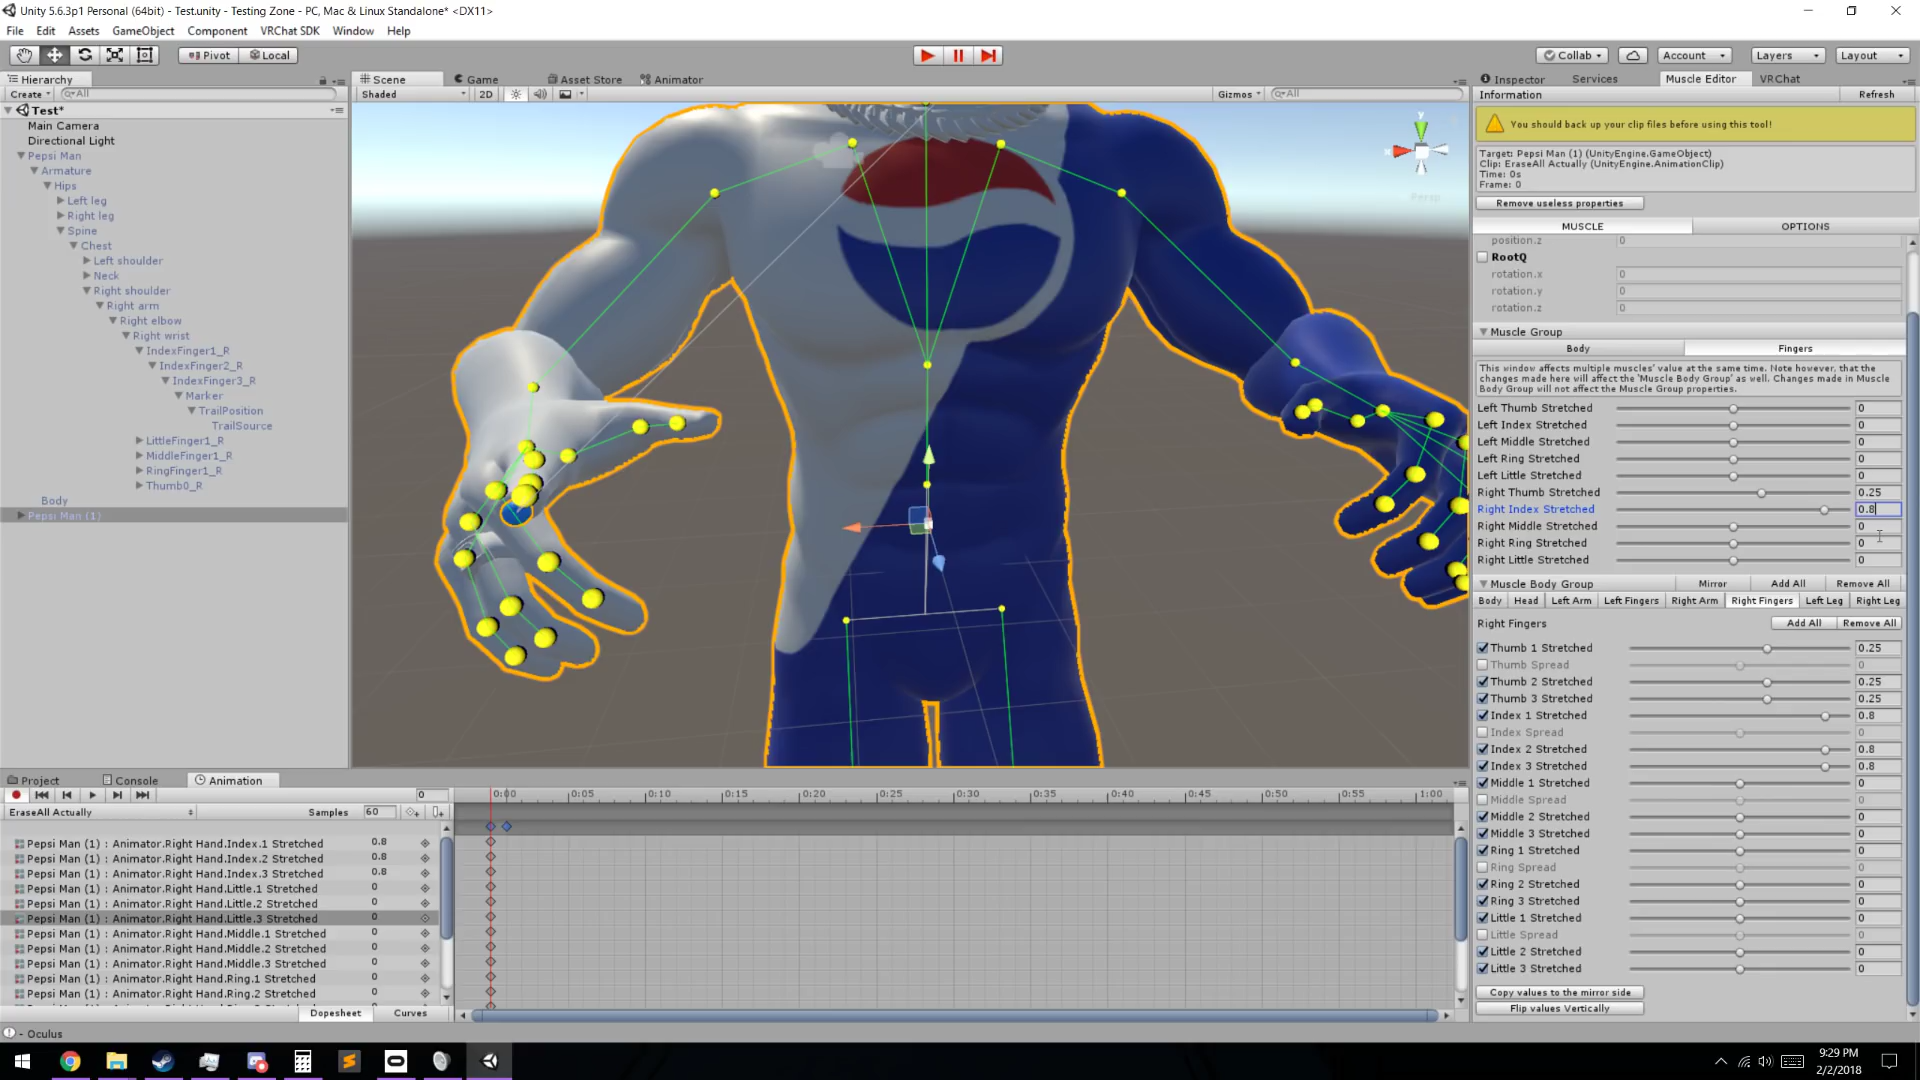 Unity 5.6.3p1 Personal (64bit) - Test.unity - Testing Zone - PC, Mac & Linux Standalone* <DX11>
File Edit Assets GameObject Component VRChat SDK Window Help
Pivot Local Collab Account Layers Layout
Hierarchy
Create All
Test*
Main Camera
Directional Light
Pepsi Man
Armature
Hips
Left leg
Right leg
Spine
Chest
Left shoulder
Neck
Right shoulder
Right arm
Right elbow
Right wrist
IndexFinger1_R
IndexFinger2_R
IndexFinger3_R
Marker
TrailPosition
TrailSource
LittleFinger1_R
MiddleFinger1_R
RingFinger1_R
Thumb0_R
Body
Pepsi Man (1)
Scene Game Asset Store Animator
Shaded 2D Gizmos All
y
Persp
Inspector Services Muscle Editor VRChat
Information Refresh
You should back up your clip files before using this tool!
Target: Pepsi Man (1) (UnityEngine.GameObject)
Clip: EraseAll Actually (UnityEngine.AnimationClip)
Time: 0s
Frame: 0
Remove useless properties
MUSCLE OPTIONS
position.z 0
RootQ
rotation.x 0
rotation.y 0
rotation.z 0
Muscle Group
Body Fingers
This window affects multiple muscles' value at the same time. Note however, that the
changes made here will affect the 'Muscle Body Group' as well. Changes made in Muscle
Body Group will not affect the Muscle Group properties.
Left Thumb Stretched 0
Left Index Stretched 0
Left Middle Stretched 0
Left Ring Stretched 0
Left Little Stretched 0
Right Thumb Stretched 0.25
Right Index Stretched 0.8
Right Middle Stretched 0
Right Ring Stretched 0
Right Little Stretched 0
Muscle Body Group Mirror Add All Remove All
Body Head Left Arm Left Fingers Right Arm Right Fingers Left Leg Right Leg
Right Fingers Add All Remove All
Thumb 1 Stretched 0.25
Thumb Spread 0
Thumb 2 Stretched 0.25
Thumb 3 Stretched 0.25
Index 1 Stretched 0.8
Index Spread 0
Index 2 Stretched 0.8
Index 3 Stretched 0.8
Middle 1 Stretched 0
Middle Spread 0
Middle 2 Stretched 0
Middle 3 Stretched 0
Ring 1 Stretched 0
Ring Spread 0
Ring 2 Stretched 0
Ring 3 Stretched 0
Little 1 Stretched 0
Little Spread 0
Little 2 Stretched 0
Little 3 Stretched 0
Copy values to the mirror side
Flip values Vertically
Project Console Animation
0 0:00 0:05 0:10 0:15 0:20 0:25 0:30 0:35 0:40 0:45 0:50 0:55 1:00
EraseAll Actually Samples 60
Pepsi Man (1) : Animator.Right Hand.Index.1 Stretched 0.8
Pepsi Man (1) : Animator.Right Hand.Index.2 Stretched 0.8
Pepsi Man (1) : Animator.Right Hand.Index.3 Stretched 0.8
Pepsi Man (1) : Animator.Right Hand.Little.1 Stretched 0
Pepsi Man (1) : Animator.Right Hand.Little.2 Stretched 0
Pepsi Man (1) : Animator.Right Hand.Little.3 Stretched 0
Pepsi Man (1) : Animator.Right Hand.Middle.1 Stretched 0
Pepsi Man (1) : Animator.Right Hand.Middle.2 Stretched 0
Pepsi Man (1) : Animator.Right Hand.Middle.3 Stretched 0
Pepsi Man (1) : Animator.Right Hand.Ring.1 Stretched 0
Pepsi Man (1) : Animator.Right Hand.Ring.2 Stretched 0
Dopesheet Curves
- Oculus
9:29 PM
2/2/2018